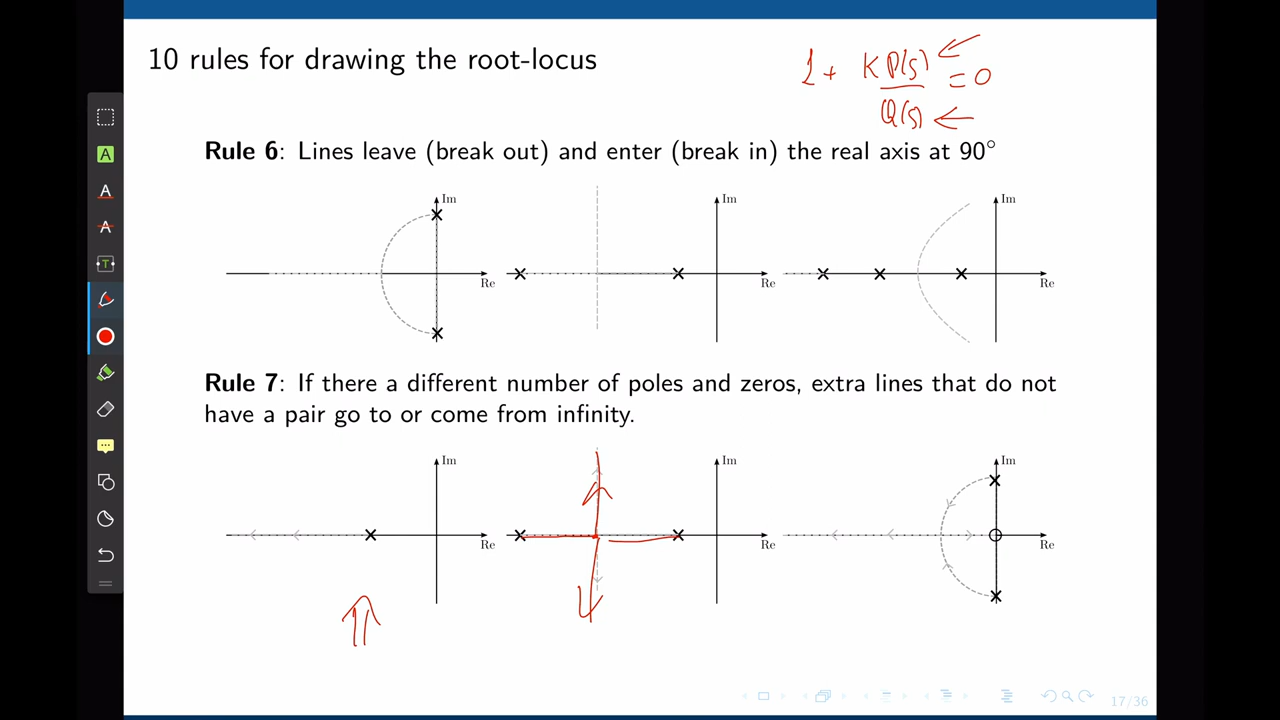 10 rules for drawing the root-locus
1 + KP(s)
= 0
Q(s)
Rule 6: Lines leave (break out) and enter (break in) the real axis at 90°
Im Im Im
Re Re Re
Rule 7: If there a different number of poles and zeros, extra lines that do not
have a pair go to or come from infinity.
Im Im Im
Re Re Re
A
A
A
T
17/36